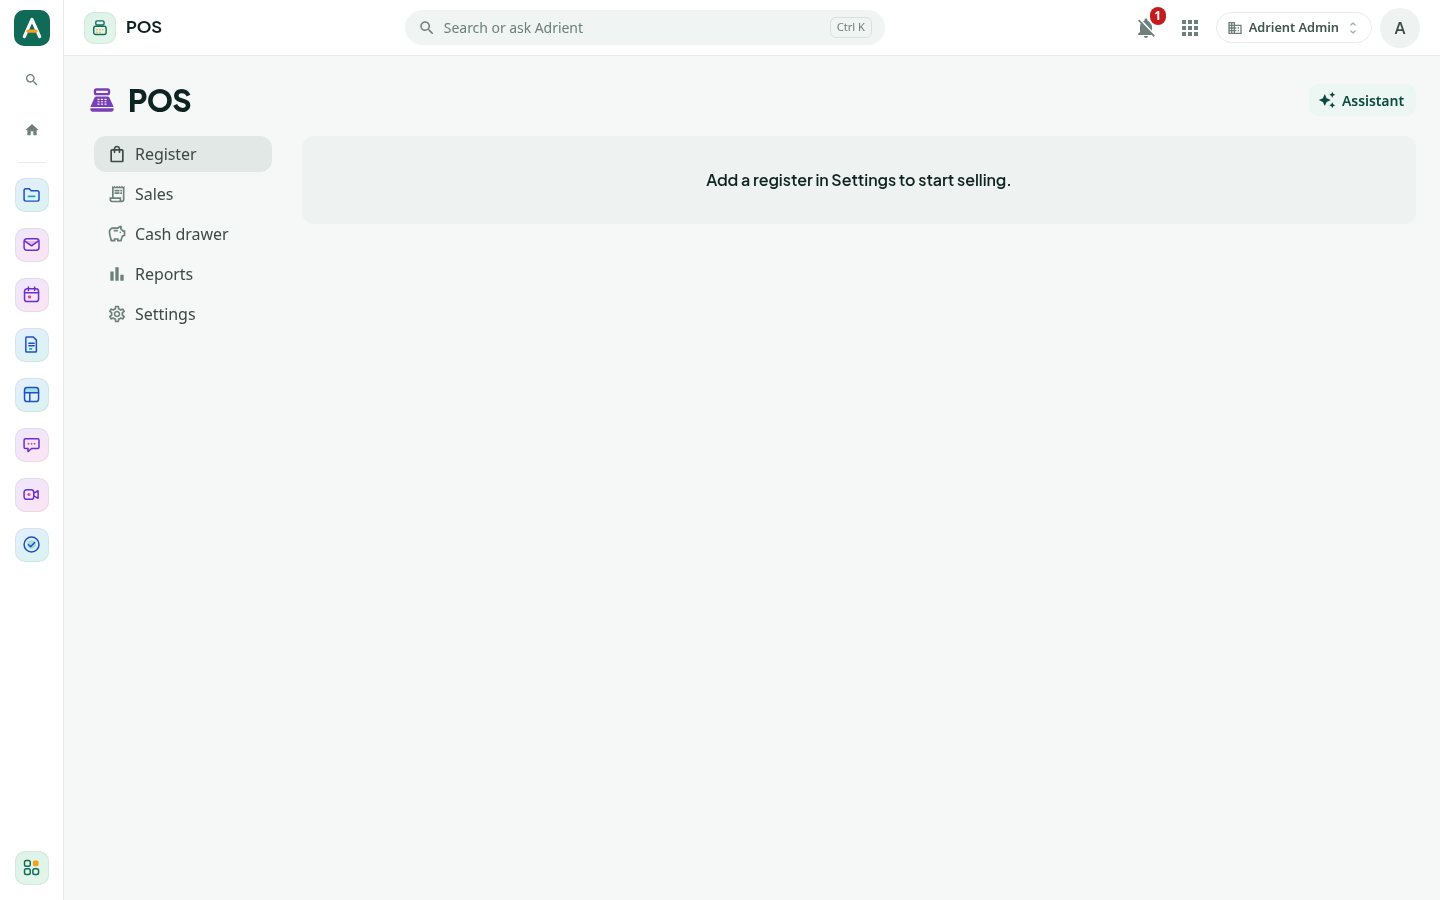 POS
Search or ask Adrient
Ctrl K
1
Adrient Admin
A
POS
Assistant
Register
Sales
Cash drawer
Reports
Settings
Add a register in Settings to start selling.